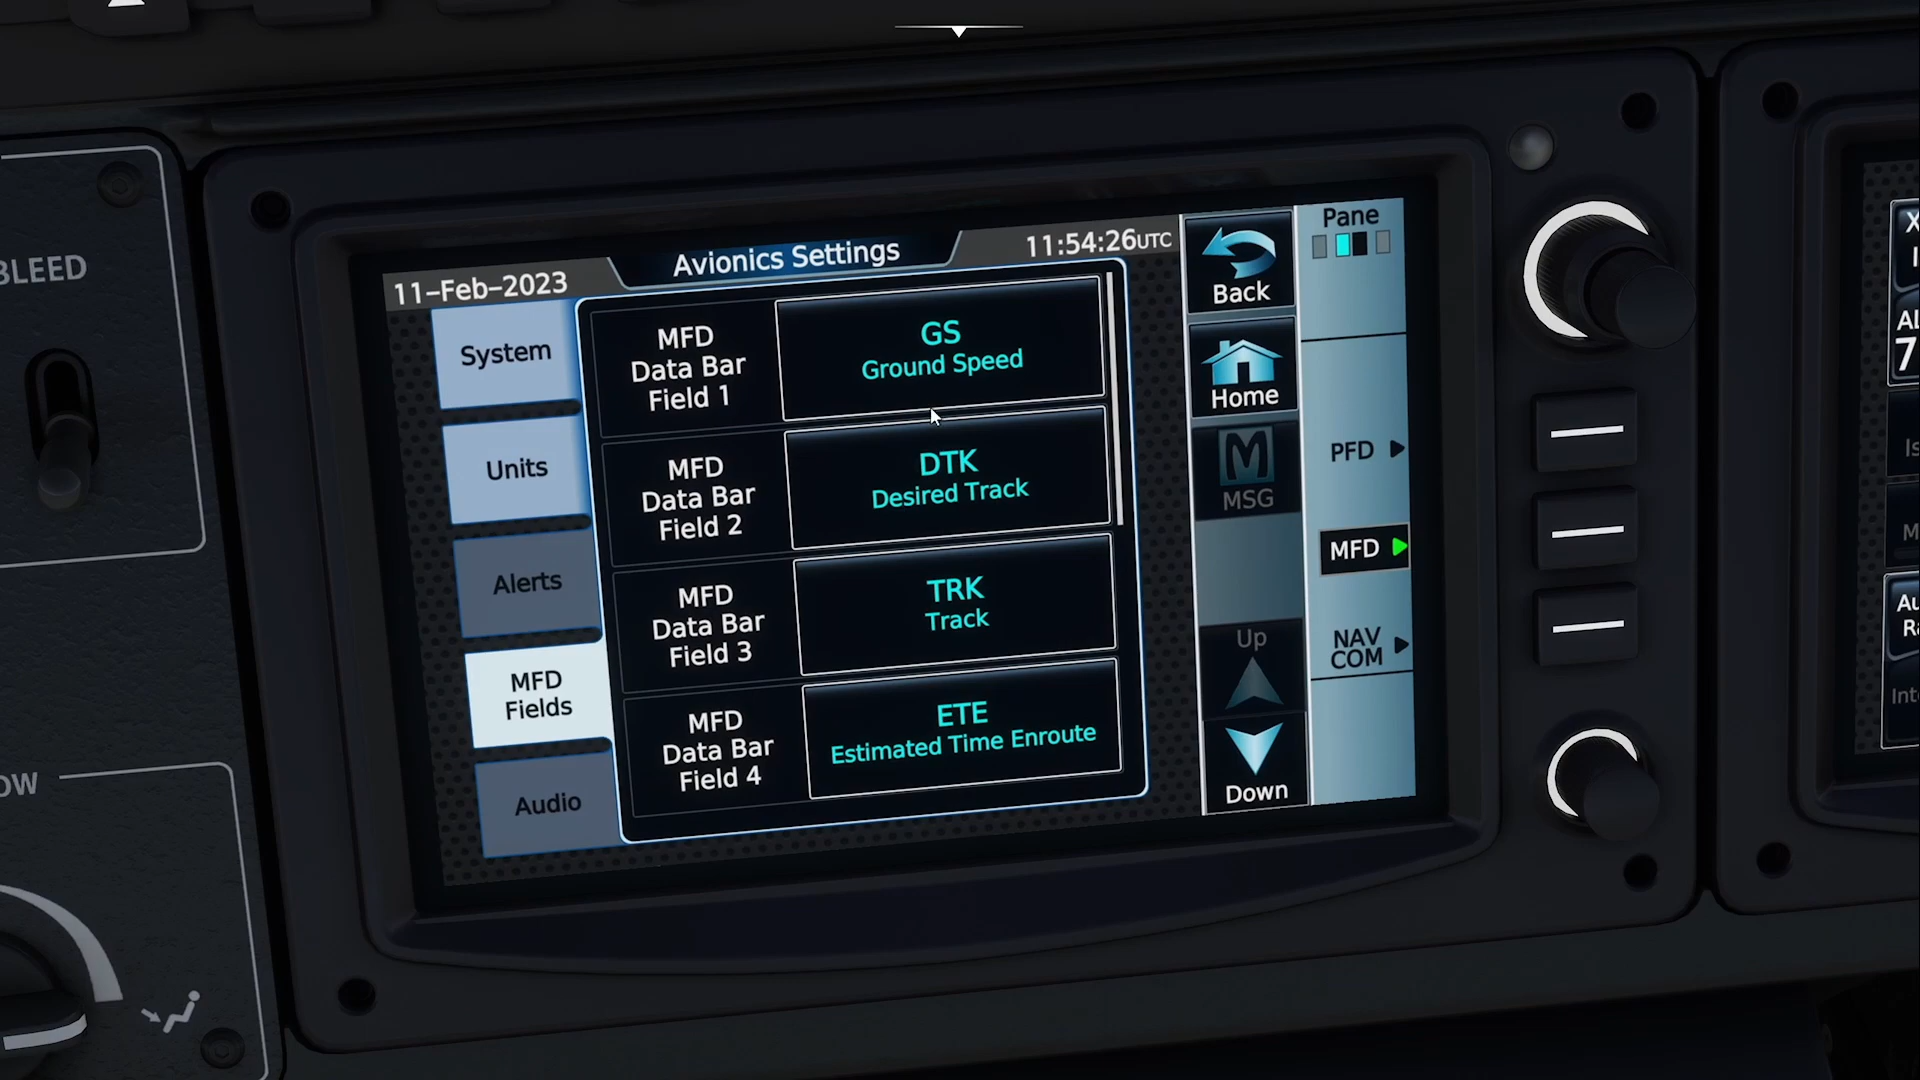 BLEED
OW
11-Feb-2023
Avionics Settings
11:54:26UTC
System
Units
Alerts
MFD
Fields
Audio
MFD
Data Bar
Field 1
GS
Ground Speed
MFD
Data Bar
Field 2
DTK
Desired Track
MFD
Data Bar
Field 3
TRK
Track
MFD
Data Bar
Field 4
ETE
Estimated Time Enroute
Back
Home
MSG
Up
Down
Pane
PFD
MFD
NAV
COM
7